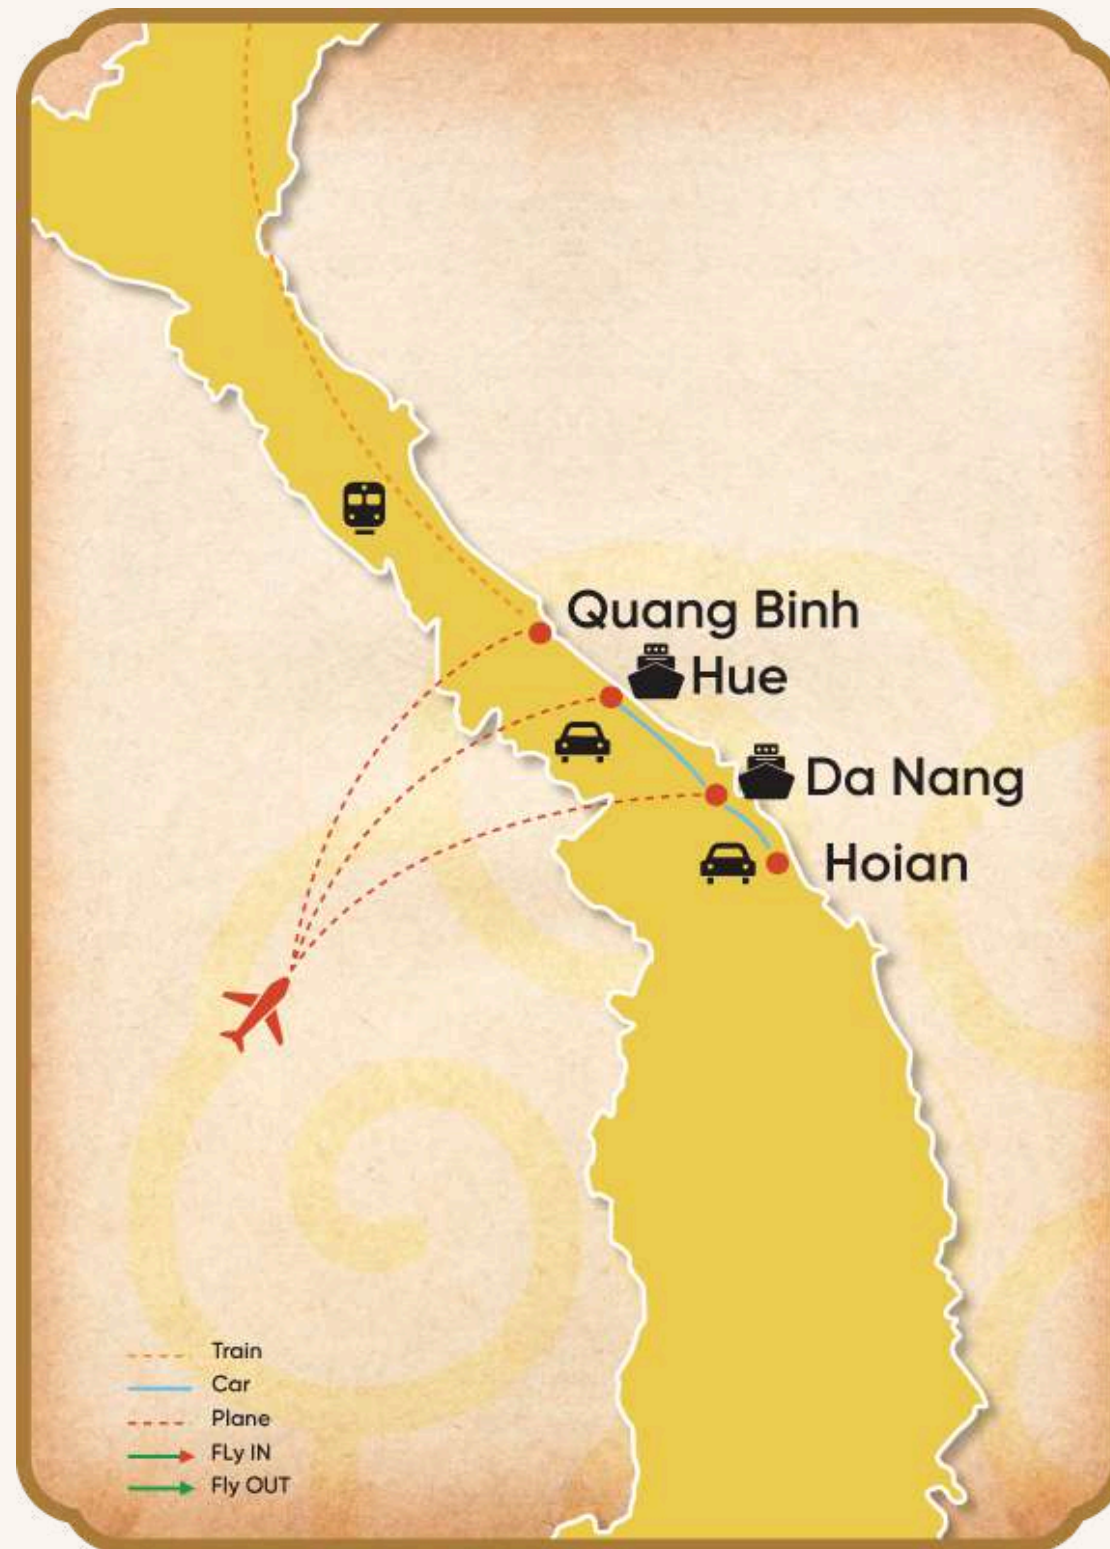 Quang Binh
Hue
Da Nang
Hoian
Train
Car
Plane
FLy IN
Fly OUT